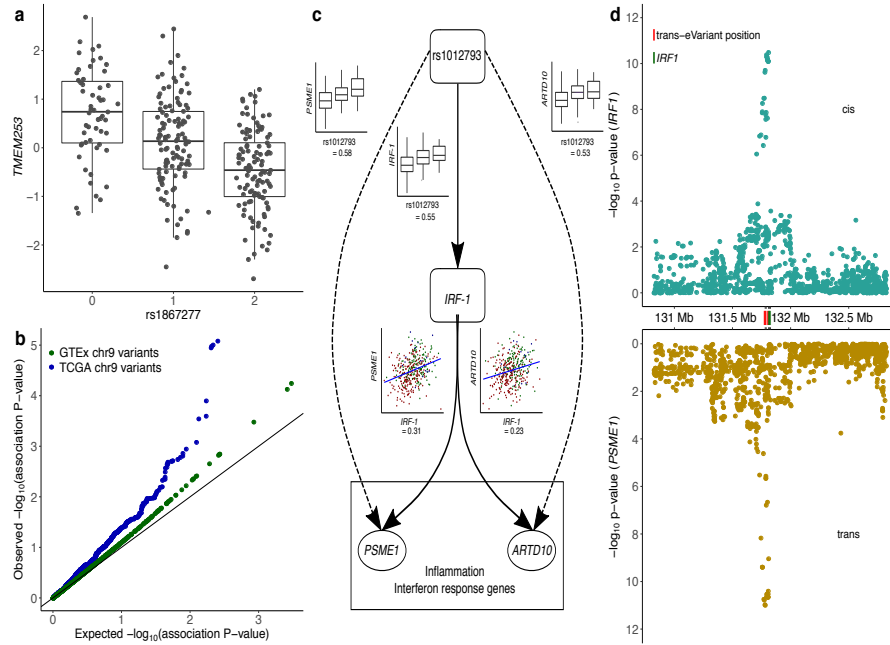 a
TMEM253
2
1
0
−1
−2
0
1
2
rs1867277
b
GTEx chr9 variants
TCGA chr9 variants
Observed −log10(association P−value)
5
4
3
2
1
0
0
1
2
3
Expected −log10(association P−value)
c
rs1012793
PSME1
rs1012793
= 0.58
IRF-1
rs1012793
= 0.55
ARTD10
rs1012793
= 0.53
IRF-1
PSME1
IRF-1
= 0.31
ARTD10
IRF-1
= 0.23
PSME1
ARTD10
Inflammation
Interferon response genes
d
trans-eVariant position
IRF1
cis
−log10 p−value (IRF1)
12
10
8
6
4
2
0
131 Mb
131.5 Mb
132 Mb
132.5 Mb
−log10 p−value (PSME1)
0
2
4
6
8
10
12
trans